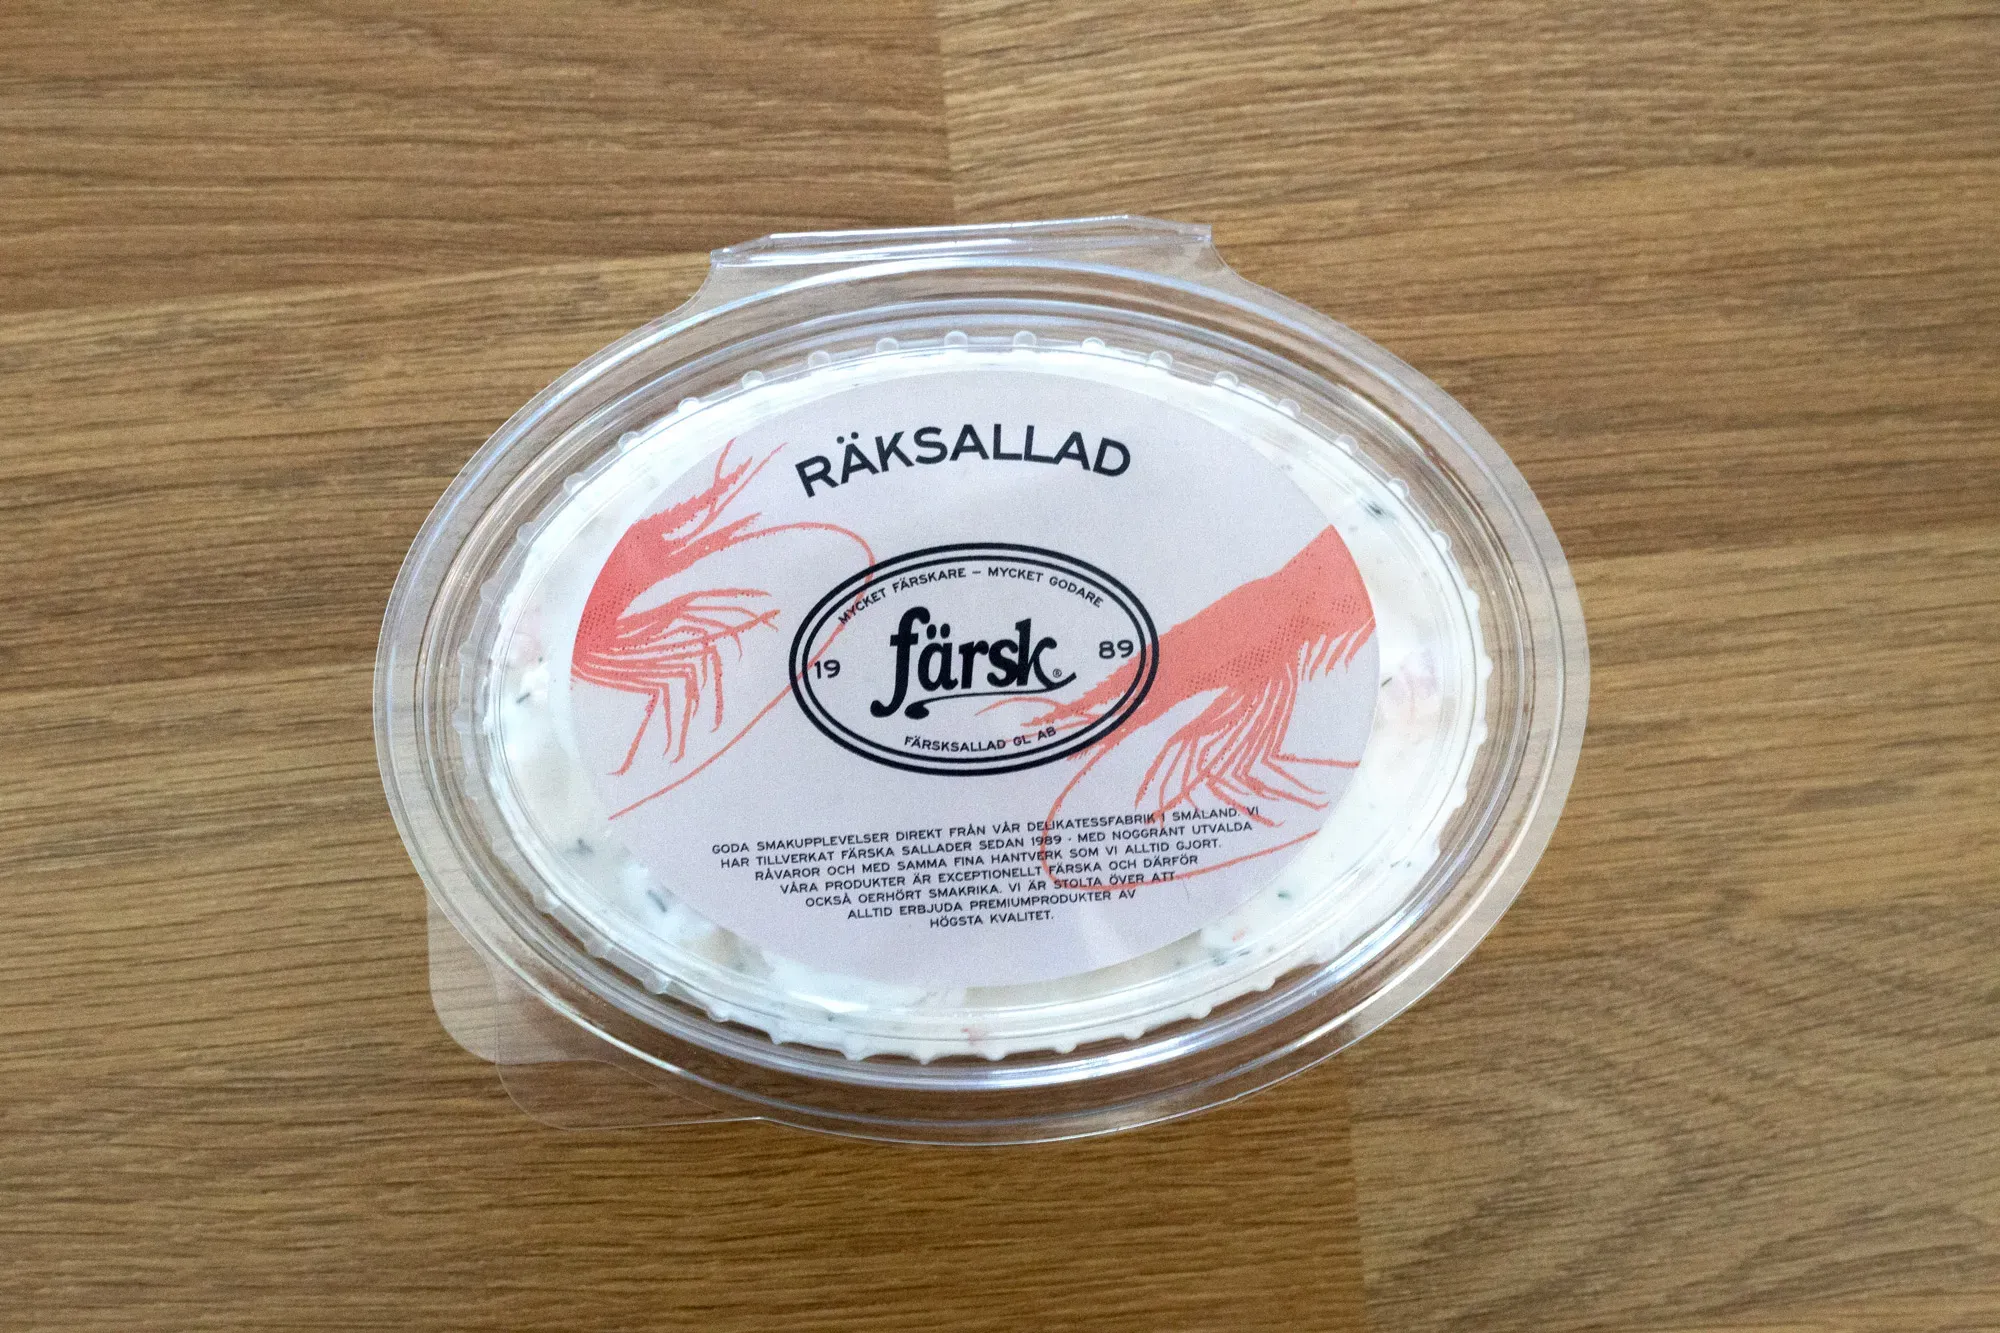 RÄKSALLAD
MYCKET FÄRSKARE – MYCKET GODARE
19 färsk® 89
FÄRSKSALLAD GL AB
GODA SMAKUPPLEVELSER DIREKT FRÅN VÅR DELIKATESSFABRIK I SMÅLAND. VI
HAR TILLVERKAT FÄRSKA SALLADER SEDAN 1989 - MED NOGGRANT UTVALDA
RÅVAROR OCH MED SAMMA FINA HANTVERK SOM VI ALLTID GJORT.
VÅRA PRODUKTER ÄR EXCEPTIONELLT FÄRSKA OCH DÄRFÖR
OCKSÅ OERHÖRT SMAKRIKA. VI ÄR STOLTA ÖVER ATT
ALLTID ERBJUDA PREMIUMPRODUKTER AV
HÖGSTA KVALITET.